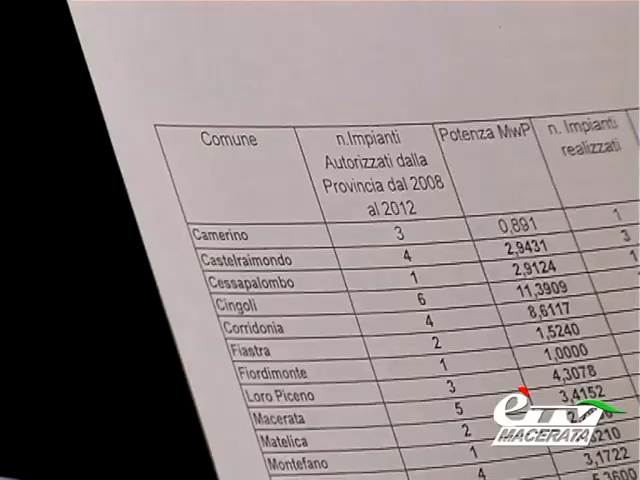 Comune n.Impianti Autorizzati dalla Provincia dal 2008 al 2012 Potenza MwP n. Impianti realizzati
Camerino 3 0,891 1
Castelraimondo 4 2,9431 3
Cessapalombo 1 2,9124 1
Cingoli 6 11,3909
Corridonia 4 8,6117
Fiastra 2 1,5240
Fiordimonte 1 1,0000
Loro Piceno 3 4,3078
Macerata 5 3,4152
Matelica 2
Montefano 1
4 3,1722
5,3600
eTV
MACERATA